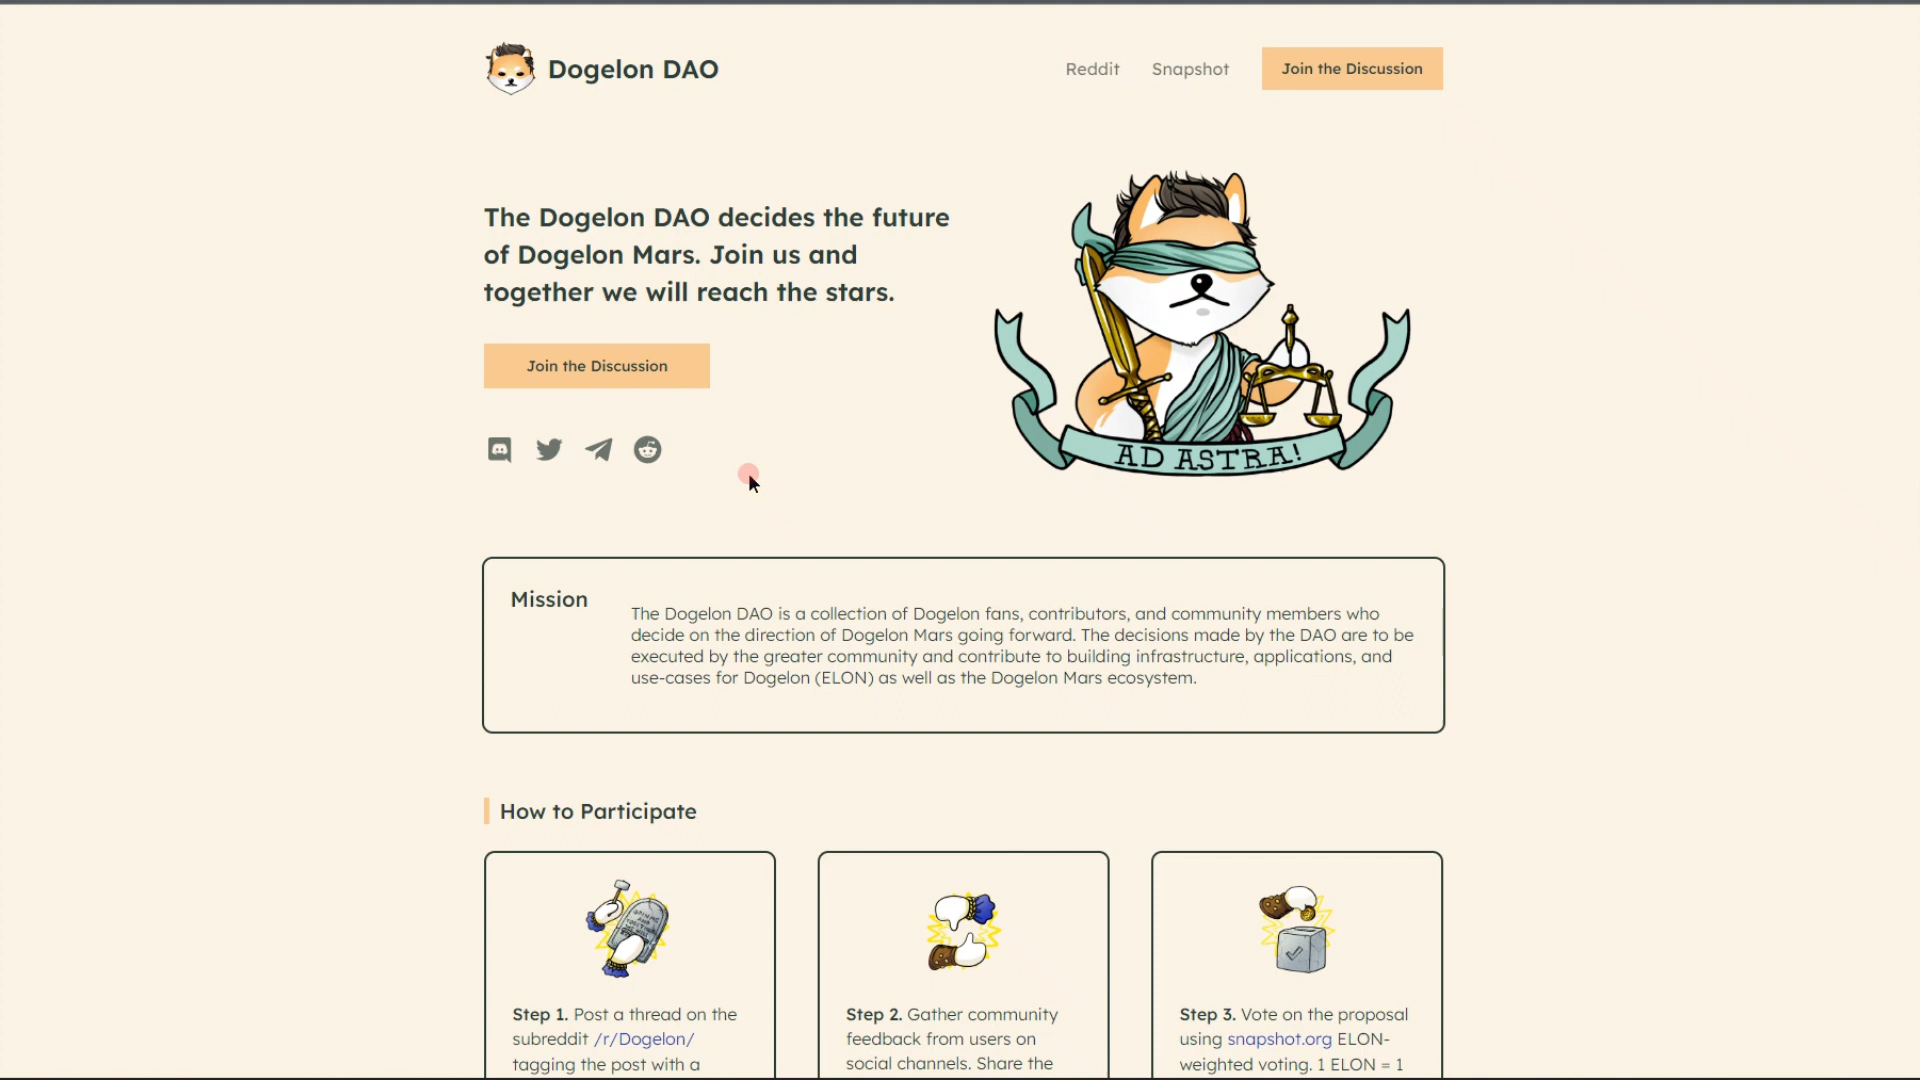 Dogelon DAO
Reddit
Snapshot
Join the Discussion
The Dogelon DAO decides the future
of Dogelon Mars. Join us and
together we will reach the stars.
Join the Discussion
AD ASTRA!
Mission
The Dogelon DAO is a collection of Dogelon fans, contributors, and community members who
decide on the direction of Dogelon Mars going forward. The decisions made by the DAO are to be
executed by the greater community and contribute to building infrastructure, applications, and
use-cases for Dogelon (ELON) as well as the Dogelon Mars ecosystem.
How to Participate
Step 1. Post a thread on the
subreddit /r/Dogelon/
tagging the post with a
Step 2. Gather community
feedback from users on
social channels. Share the
Step 3. Vote on the proposal
using snapshot.org ELON-
weighted voting. 1 ELON = 1